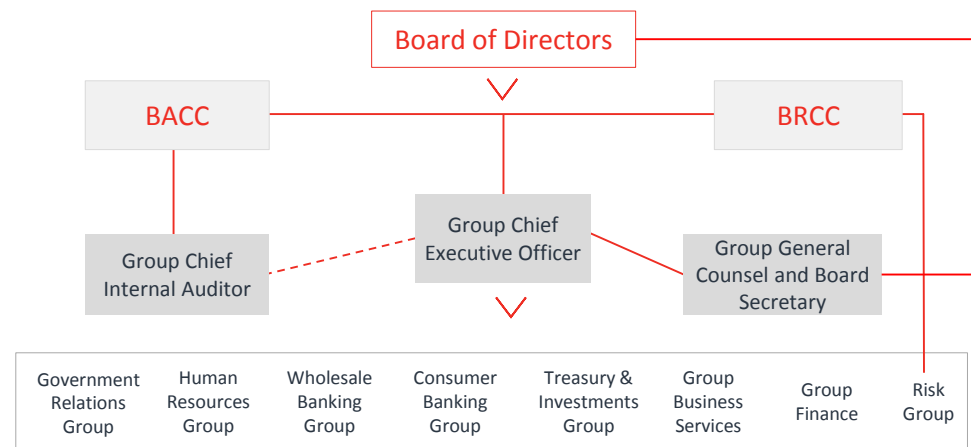 Board of Directors
BACC
BRCC
Group Chief
Executive Officer
Group Chief
Internal Auditor
Group General
Counsel and Board
Secretary
Government
Relations
Group
Human
Resources
Group
Wholesale
Banking
Group
Consumer
Banking
Group
Treasury &
Investments
Group
Group
Business
Services
Group
Finance
Risk
Group